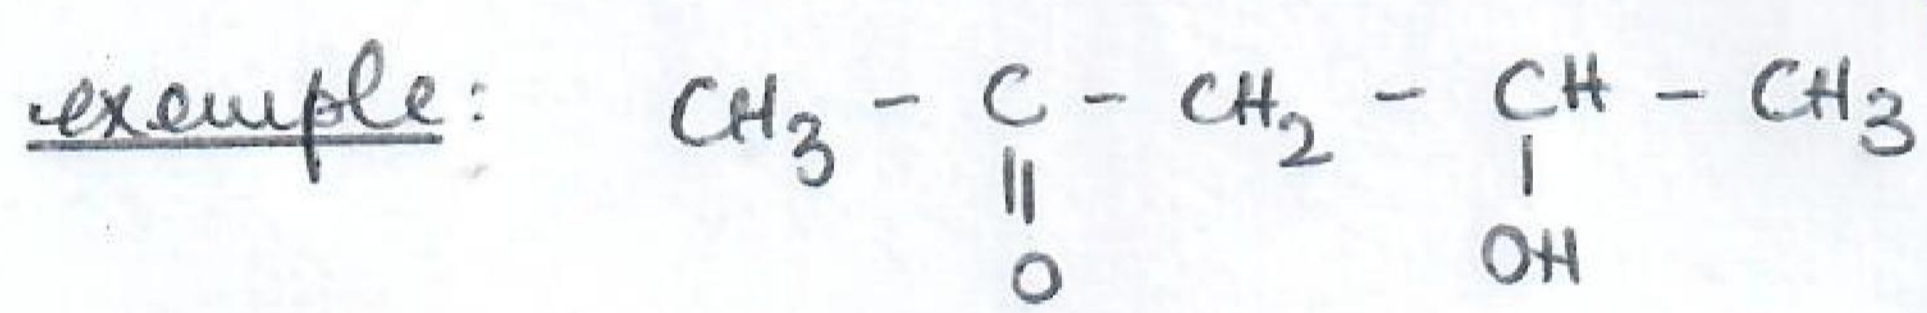 exemple: CH₃ - C - CH₂ - CH - CH₃
||
|
O
OH